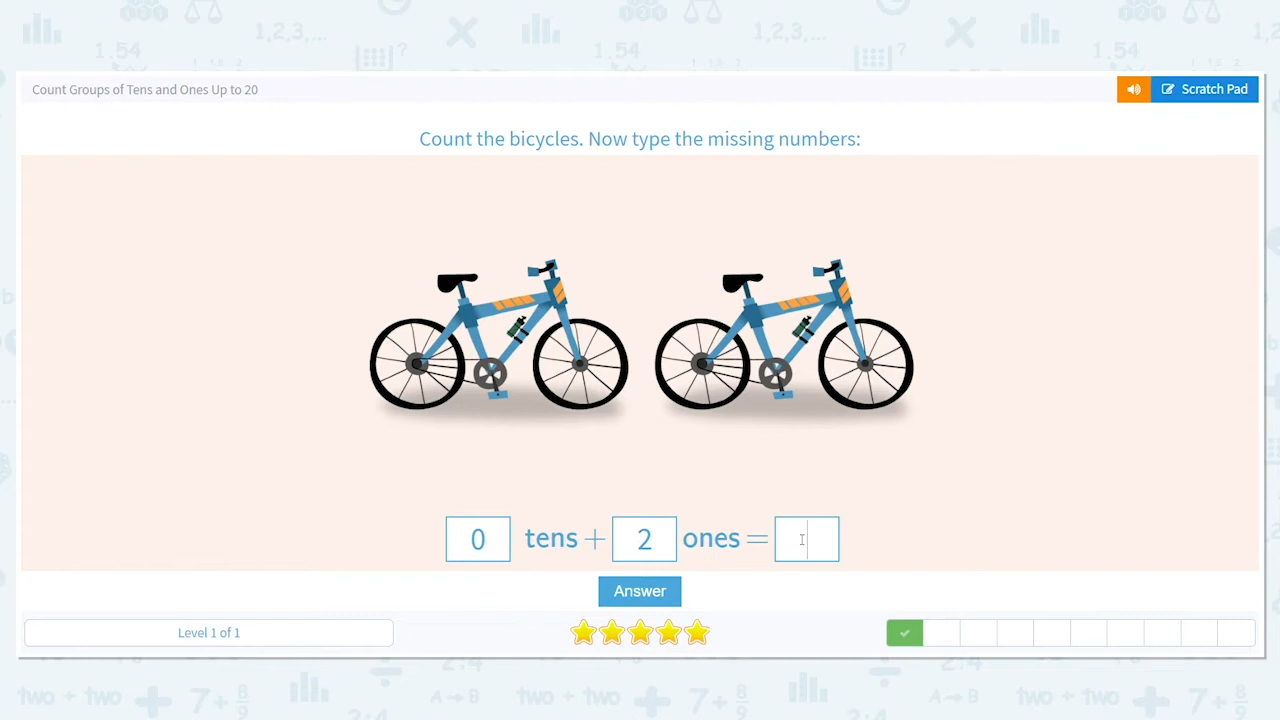 Count Groups of Tens and Ones Up to 20
Scratch Pad
Count the bicycles. Now type the missing numbers:
0 tens + 2 ones =
Answer
Level 1 of 1